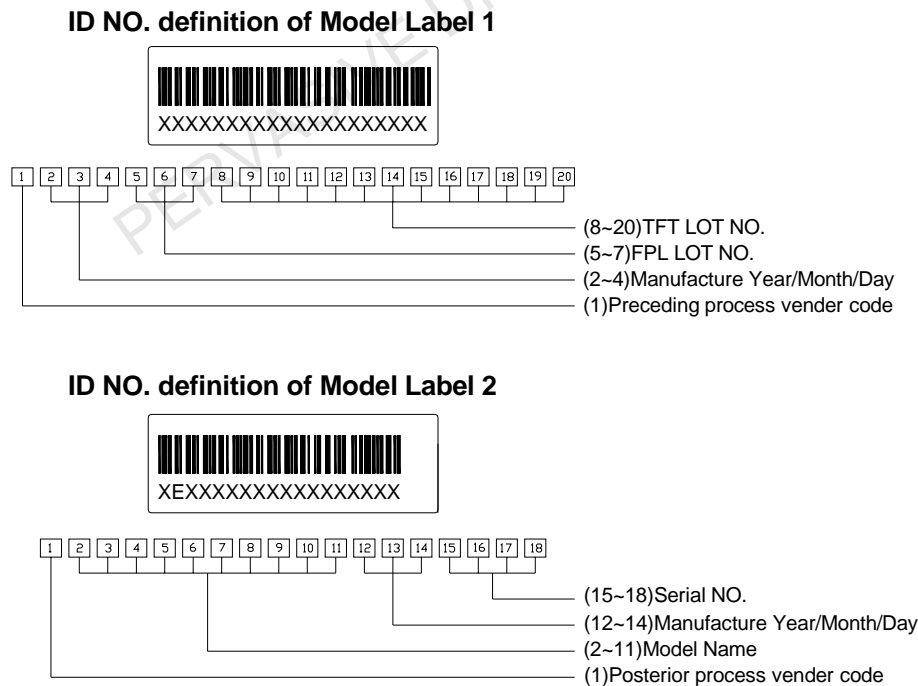 ID NO. definition of Model Label 1
XXXXXXXXXXXXXXXXXXXX
1 2 3 4 5 6 7 8 9 10 11 12 13 14 15 16 17 18 19 20
(8~20)TFT LOT NO.
(5~7)FPL LOT NO.
(2~4)Manufacture Year/Month/Day
(1)Preceding process vender code
ID NO. definition of Model Label 2
XEXXXXXXXXXXXXXXXX
1 2 3 4 5 6 7 8 9 10 11 12 13 14 15 16 17 18
(15~18)Serial NO.
(12~14)Manufacture Year/Month/Day
(2~11)Model Name
(1)Posterior process vender code